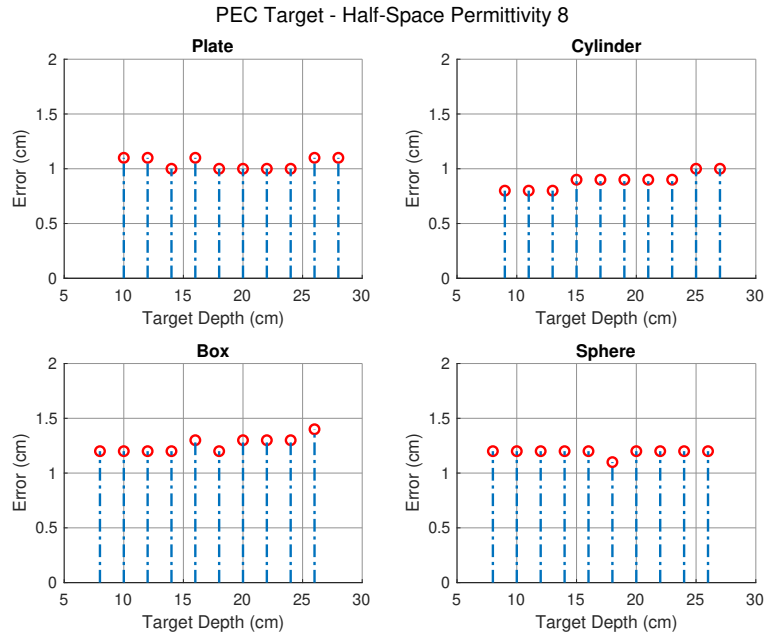 PEC Target - Half-Space Permittivity 8
Plate
2
1.5
1
0.5
0
Error (cm)
5 10 15 20 25 30
Target Depth (cm)
Cylinder
2
1.5
1
0.5
0
Error (cm)
5 10 15 20 25 30
Target Depth (cm)
Box
2
1.5
1
0.5
0
Error (cm)
5 10 15 20 25 30
Target Depth (cm)
Sphere
2
1.5
1
0.5
0
Error (cm)
5 10 15 20 25 30
Target Depth (cm)